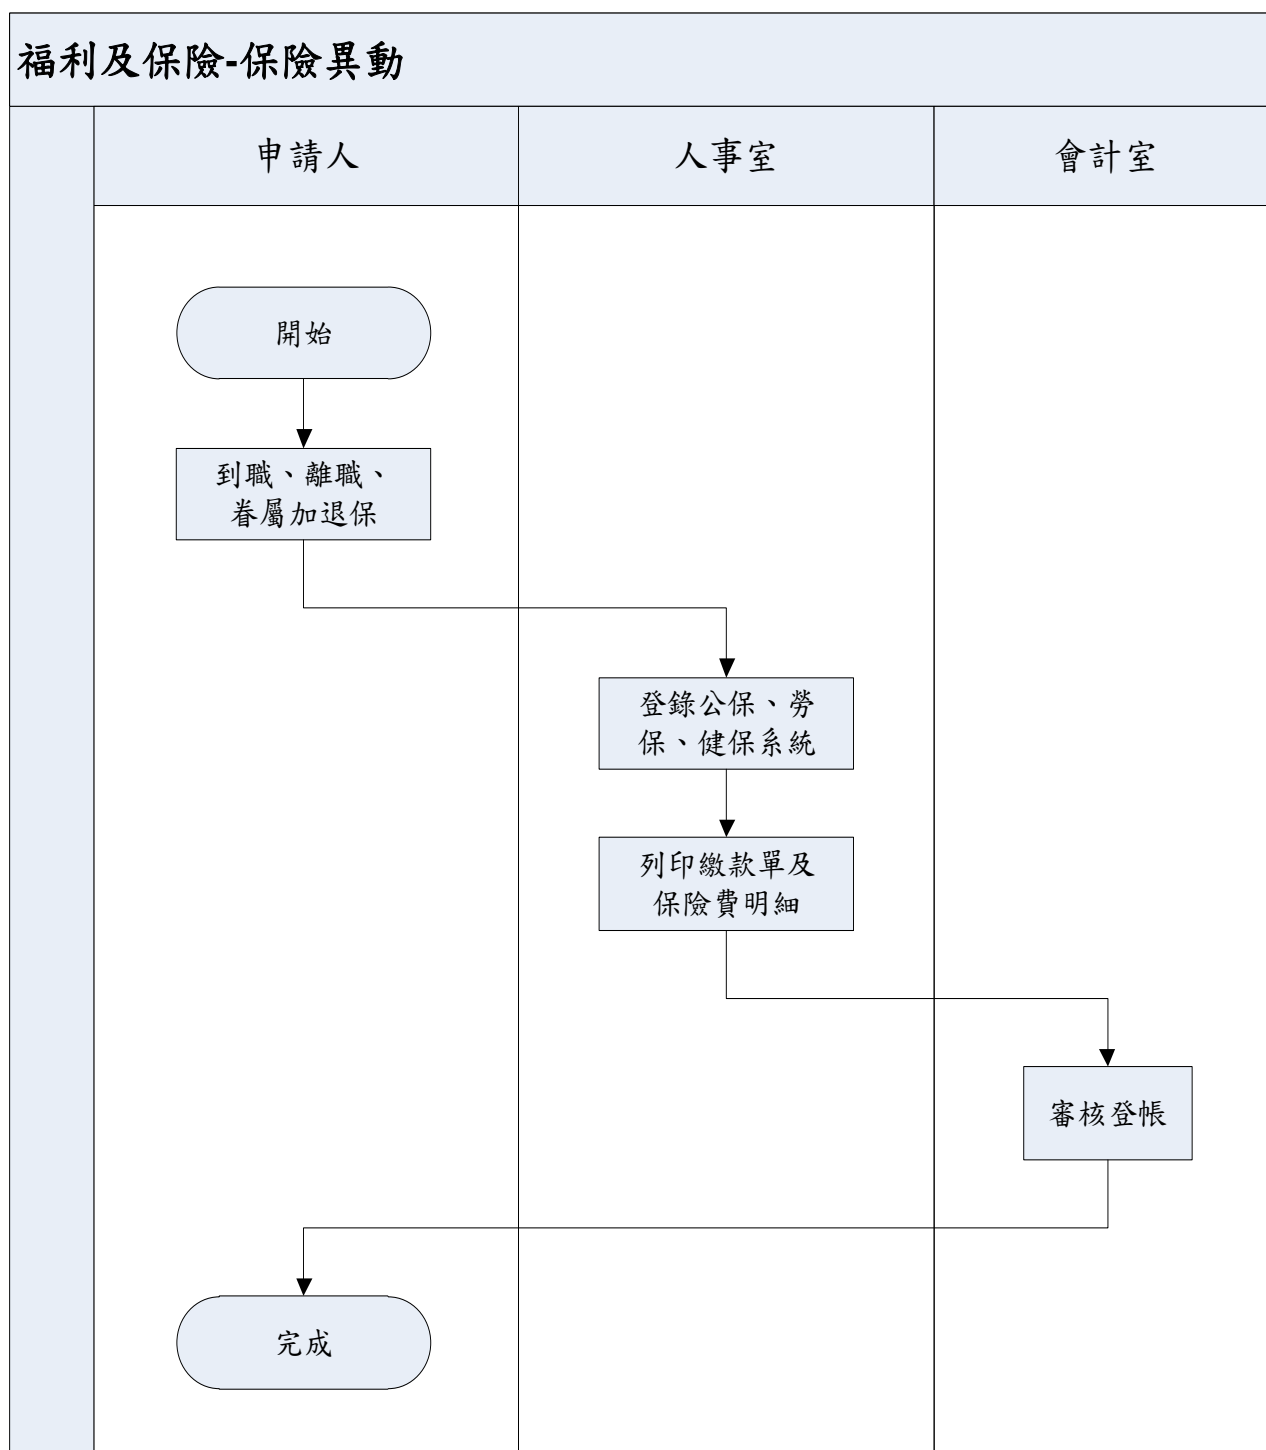 福利及保險-保險異動
申請人
人事室
會計室
開始
到職、離職、
眷屬加退保
登錄公保、勞
保、健保系統
列印繳款單及
保險費明細
審核登帳
完成